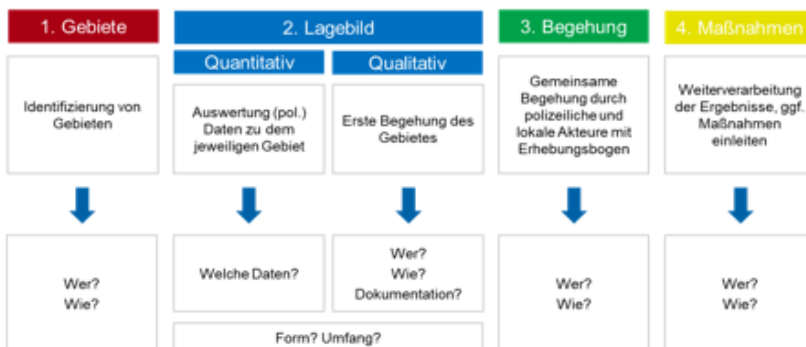 1. Gebiete
2. Lagebild
3. Begehung
4. Maßnahmen
Quantitativ
Qualitativ
Identifizierung von
Gebieten
Auswertung (pol.)
Daten zu dem
jeweiligen Gebiet
Erste Begehung des
Gebietes
Gemeinsame
Begehung durch
polizeiliche und
lokale Akteure mit
Erhebungsbogen
Weiterverarbeitung
der Ergebnisse, ggf.
Maßnahmen
einleiten
Wer?
Wie?
Welche Daten?
Wer?
Wie?
Dokumentation?
Form? Umfang?
Wer?
Wie?
Wer?
Wie?